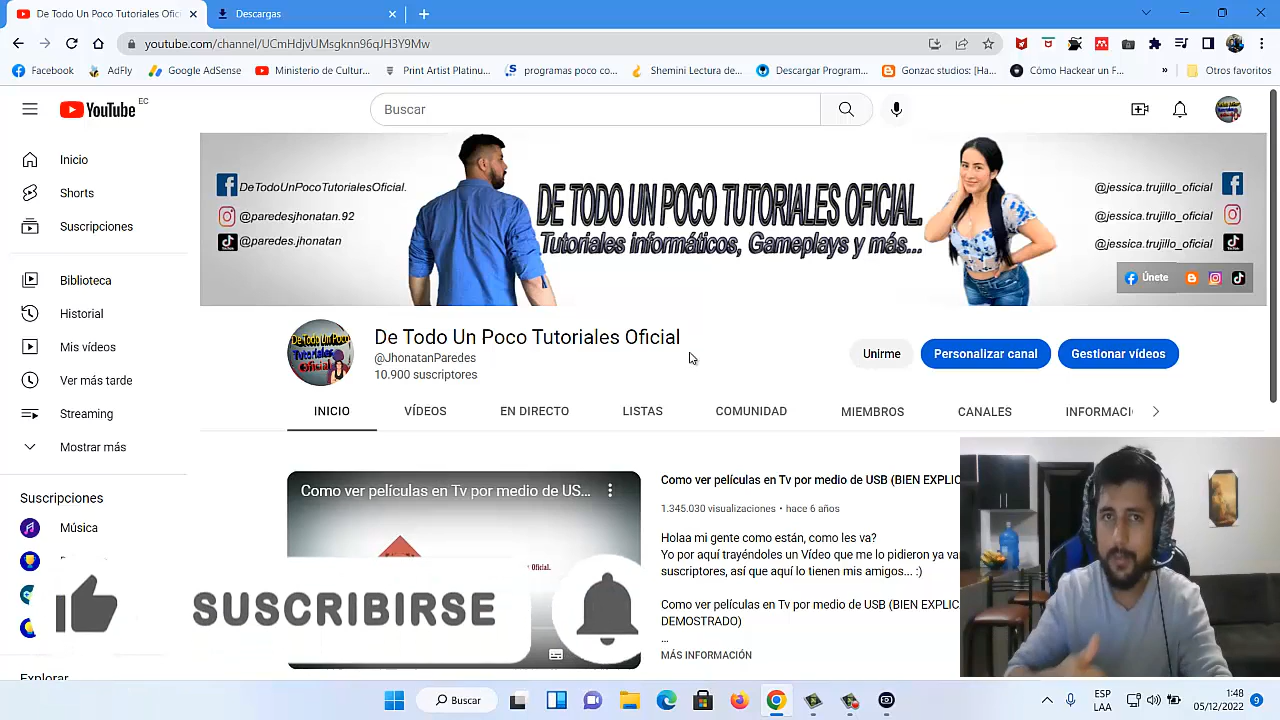 De Todo Un Poco Tutoriales Ofic
Descargas
youtube.com/channel/UCmHdjvUMsgknn96qJH3Y9Mw
Facebook
AdFly
Google AdSense
Ministerio de Cultur...
Print Artist Platinu...
programas poco co...
Shemini Lectura de...
Descargar Program...
Gonzac studios: [Ha...
Cómo Hackear un F...
»
Otros favoritos
YouTube EC
Buscar
Inicio
Shorts
Suscripciones
Biblioteca
Historial
Mis vídeos
Ver más tarde
Streaming
Mostrar más
Suscripciones
Música
Explorar
DeTodoUnPocoTutorialesOficial.
@paredesjhonatan.92
@paredes.jhonatan
DE TODO UN POCO TUTORIALES OFICIAL.
Tutoriales informáticos, Gameplays y más...
@jessica.trujillo_oficial
@jessica.trujillo_oficial
@jessica.trujillo_oficial
Únete
De Todo Un Poco Tutoriales Oficial
@JhonatanParedes
10.900 suscriptores
Unirme
Personalizar canal
Gestionar vídeos
INICIO
VÍDEOS
EN DIRECTO
LISTAS
COMUNIDAD
MIEMBROS
CANALES
INFORMACI
Como ver películas en Tv por medio de US...
Como ver películas en Tv por medio de USB (BIEN EXPLIC
1.345.030 visualizaciones • hace 6 años
Holaa mi gente como están, como les va?
Yo por aquí trayéndoles un Vídeo que me lo pidieron ya va
suscriptores, así que aquí lo tienen mis amigos... :)
Como ver películas en Tv por medio de USB (BIEN EXPLIC
DEMOSTRADO)
...
MÁS INFORMACIÓN
SUSCRIBIRSE
Buscar
ESP
LAA
1:48
05/12/2022
9